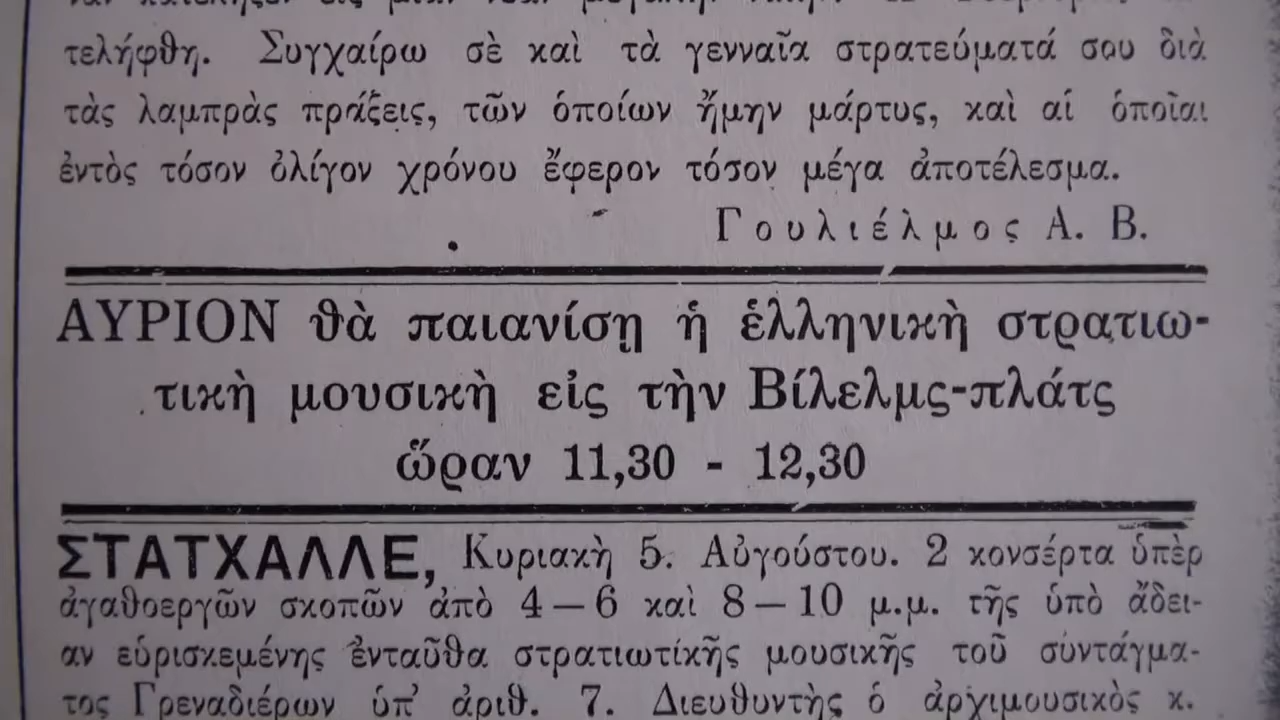 τελήφθη. Συγχαίρω σὲ καὶ τὰ γενναῖα στρατεύματά σου διὰ
τὰς λαμπρὰς πράξεις, τῶν ὁποίων ἤμην μάρτυς, καὶ αἱ ὁποῖαι
ἐντὸς τόσον ὀλίγον χρόνου ἔφερον τόσον μέγα ἀποτέλεσμα.
Γουλιέλμος Α. Β.
ΑΥΡΙΟΝ θὰ παιανίσῃ ἡ ἑλληνικὴ στρατιω-
τικὴ μουσικὴ εἰς τὴν Βίλελμς-πλάτς
ὥραν 11,30 - 12,30
ΣΤΑΤΧΑΛΛΕ, Κυριακὴ 5. Αὐγούστου. 2 κονσέρτα ὑπὲρ
ἀγαθοεργῶν σκοπῶν ἀπὸ 4 — 6 καὶ 8 — 10 μ.μ. τῆς ὑπὸ ἄδει-
αν εὑρισκεμένης ἐνταῦθα στρατιωτίκῆς μουσικῆς τοῦ συντάγμα-
τος Γρεναδιέρων ὑπ' ἀριθ. 7. Διευθυντὴς ὁ ἀρχιμουσικὸς κ.